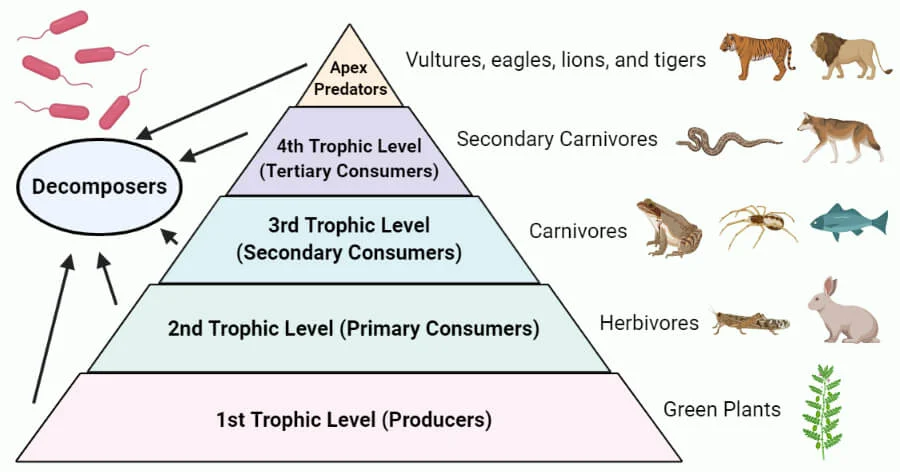 Apex
Predators
Vultures, eagles, lions, and tigers
4th Trophic Level
(Tertiary Consumers)
Secondary Carnivores
Decomposers
3rd Trophic Level
(Secondary Consumers)
Carnivores
2nd Trophic Level (Primary Consumers)
Herbivores
1st Trophic Level (Producers)
Green Plants